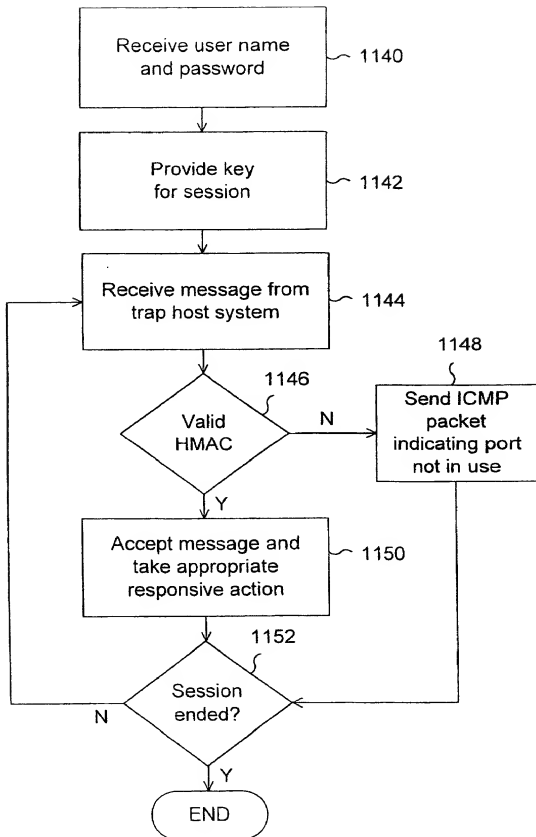 Receive user name
and password
1140
Provide key
for session
1142
Receive message from
trap host system
1144
1146
Valid
HMAC
N
Y
1148
Send ICMP
packet
indicating port
not in use
Accept message and
take appropriate
responsive action
1150
1152
Session
ended?
N
Y
END